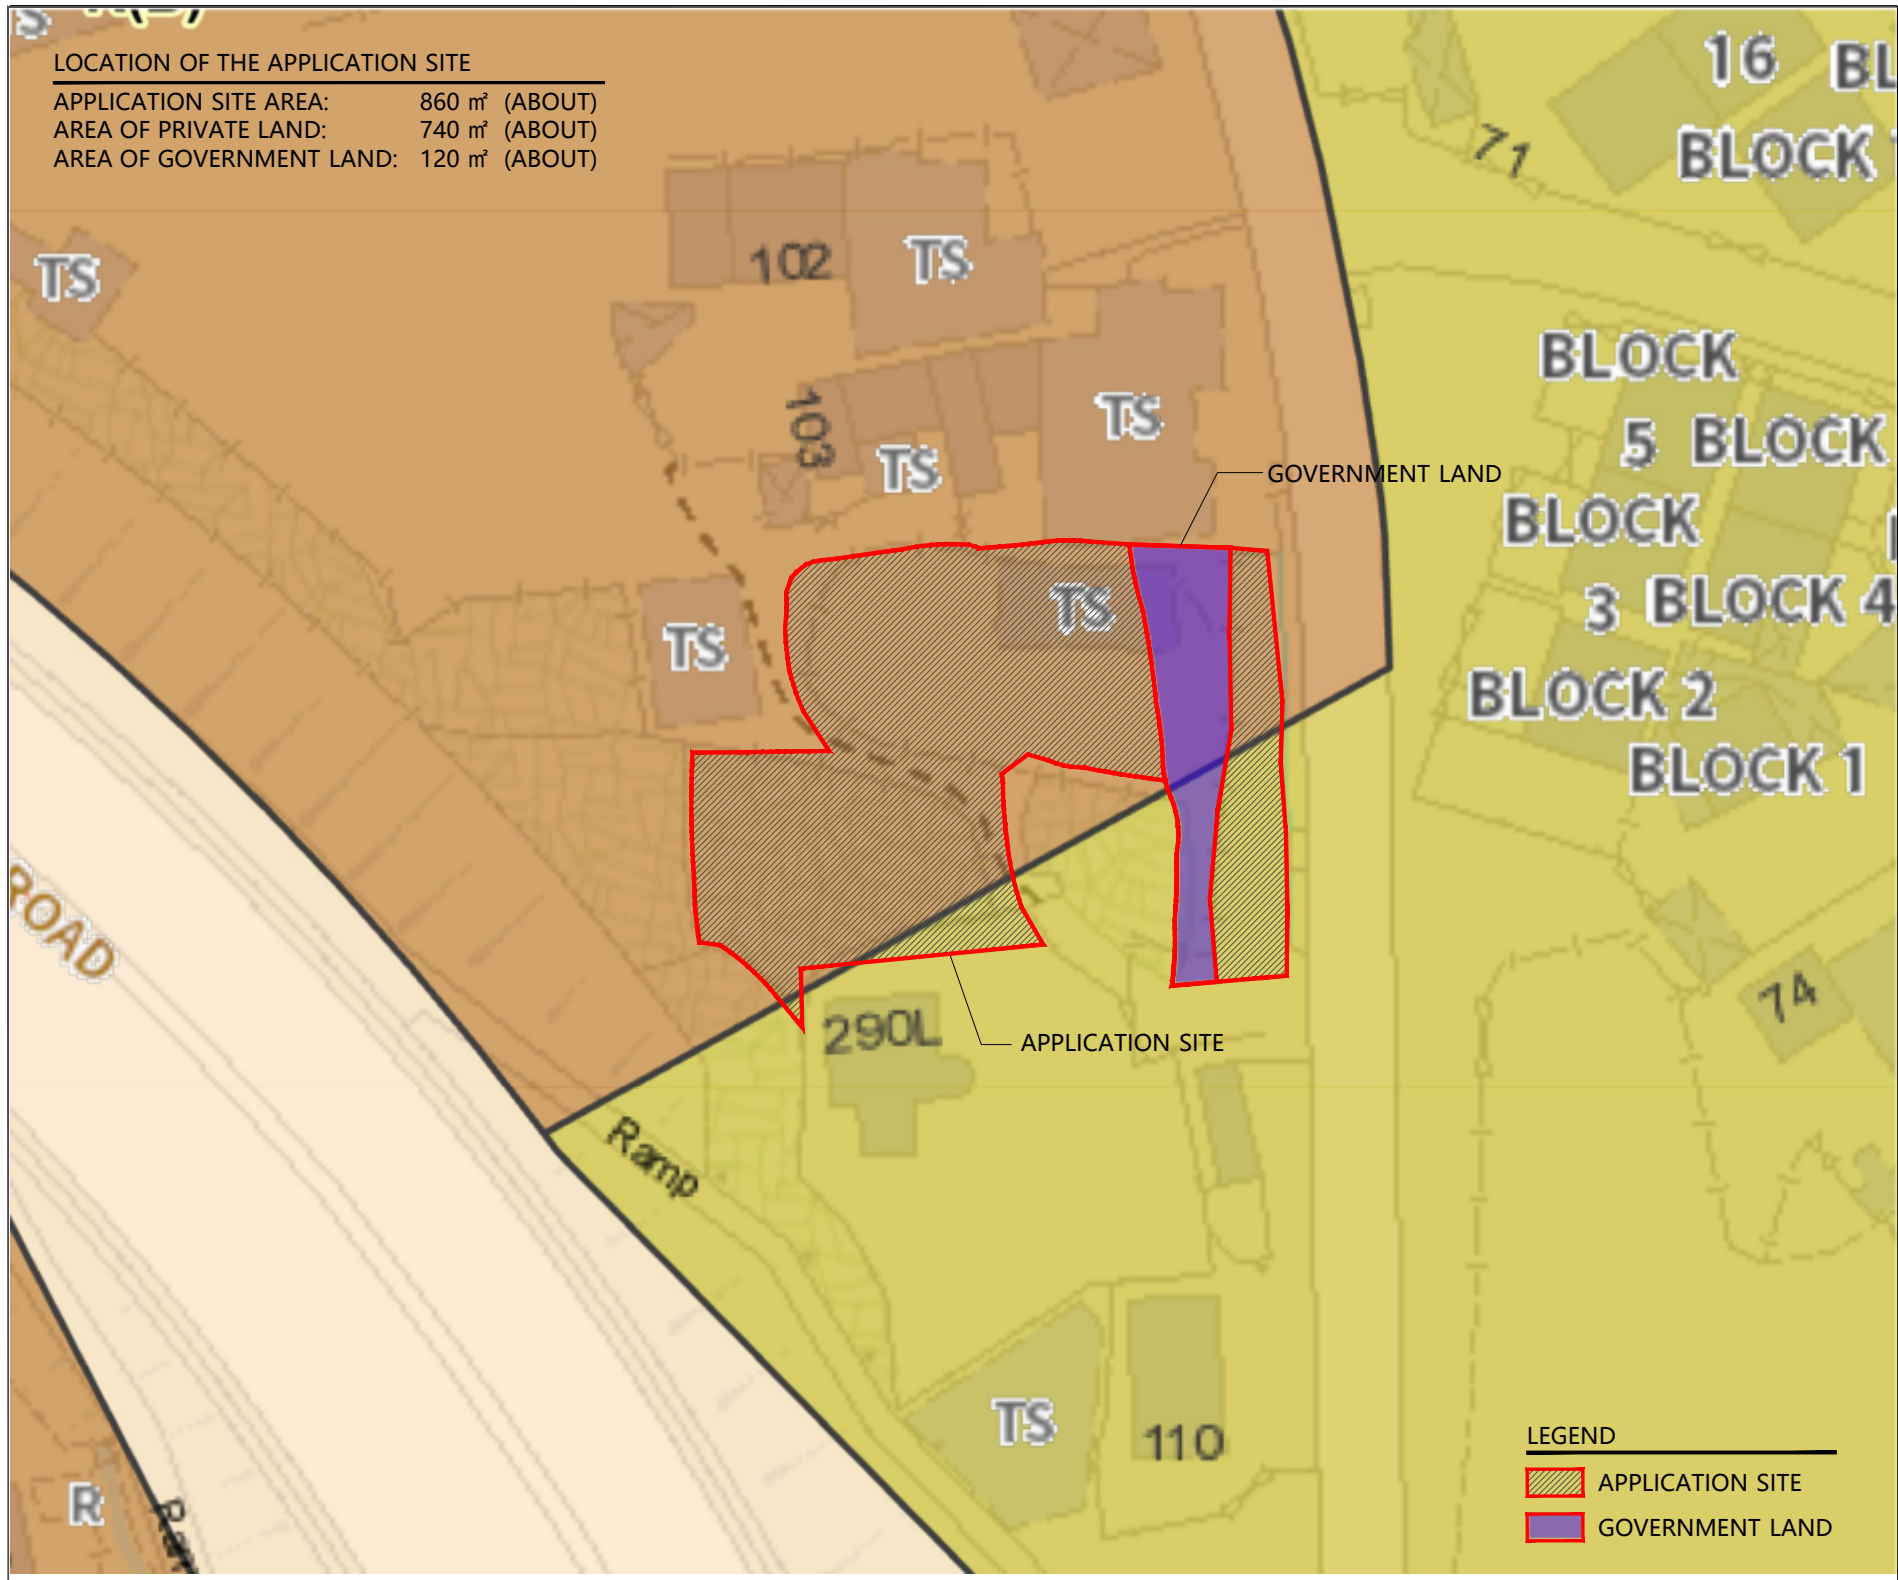 LOCATION OF THE APPLICATION SITE
APPLICATION SITE AREA: 860 ㎡ (ABOUT)
AREA OF PRIVATE LAND: 740 ㎡ (ABOUT)
AREA OF GOVERNMENT LAND: 120 ㎡ (ABOUT)
16
71
BLOCK
102
TS
TS
BLOCK
103
TS
TS
5 BLOCK
GOVERNMENT LAND
BLOCK
TS
3 BLOCK 4
TS
BLOCK 2
BLOCK 1
ROAD
74
290L
APPLICATION SITE
Ramp
TS
110
R
LEGEND
APPLICATION SITE
GOVERNMENT LAND